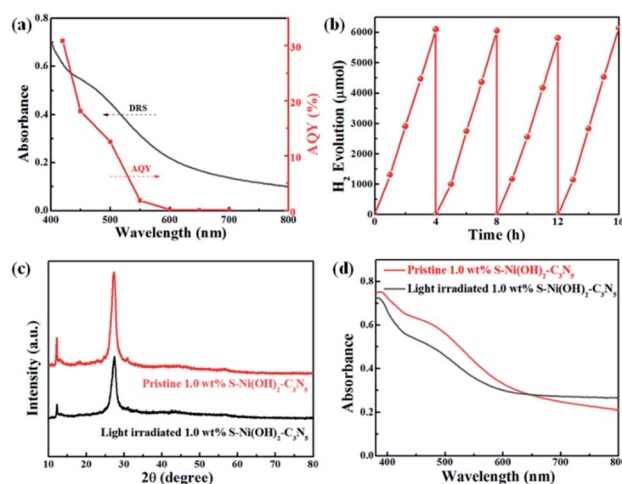 (a)
0.8
0.6
0.4
0.2
0.0
400 500 600 700 800
30
20
10
0
Absorbance
AQY (%)
DRS
AQY
Wavelength (nm)
(b)
6000
5000
4000
3000
2000
1000
0
0 4 8 12 16
H₂ Evolution (μmol)
Time (h)
(c)
Intensity (a.u.)
Pristine 1.0 wt% S-Ni(OH)₂-C₃N₅
Light irradiated 1.0 wt% S-Ni(OH)₂-C₃N₅
10 20 30 40 50 60 70 80
2θ (degree)
(d)
Pristine 1.0 wt% S-Ni(OH)₂-C₃N₅
Light irradiated 1.0 wt% S-Ni(OH)₂-C₃N₅
0.8
0.6
0.4
0.2
0.0
Absorbance
400 500 600 700 800
Wavelength (nm)